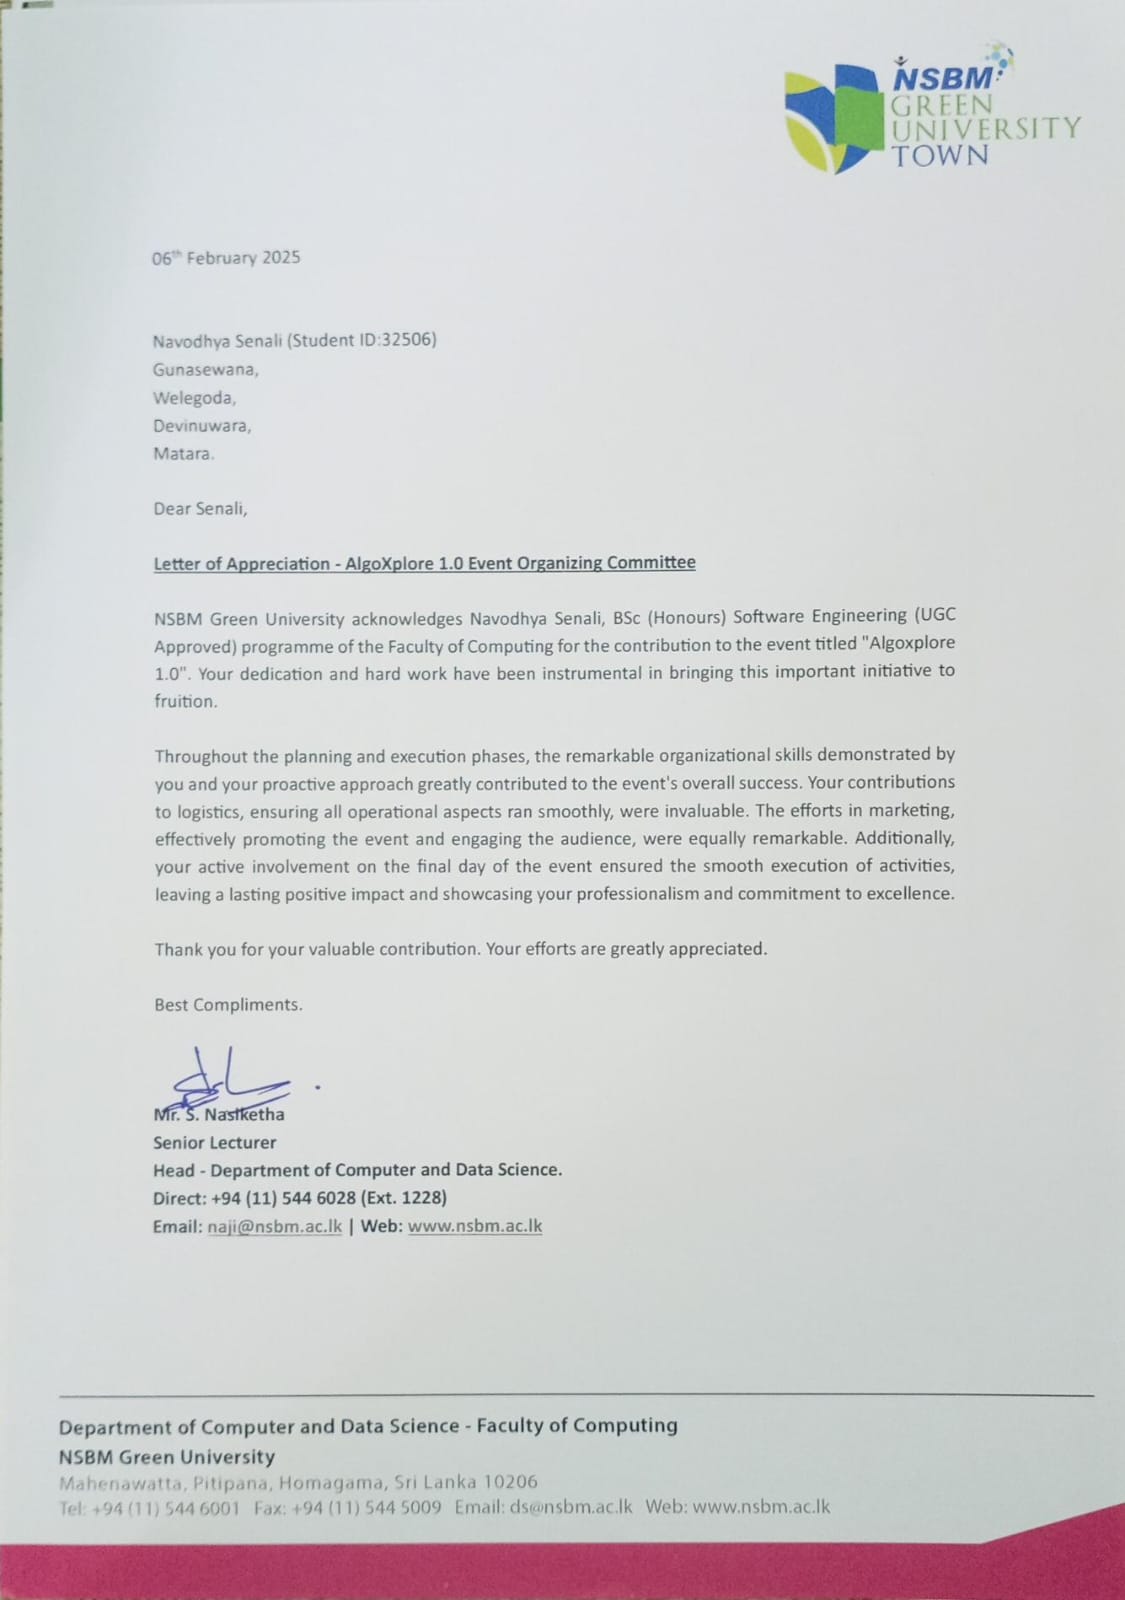 NSBM
GREEN
UNIVERSITY
TOWN
06th February 2025
Navodhya Senali (Student ID:32506)
Gunasewana,
Welegoda,
Devinuwara,
Matara.
Dear Senali,
Letter of Appreciation - AlgoXplore 1.0 Event Organizing Committee
NSBM Green University acknowledges Navodhya Senali, BSc (Honours) Software Engineering (UGC
Approved) programme of the Faculty of Computing for the contribution to the event titled "Algoxplore
1.0". Your dedication and hard work have been instrumental in bringing this important initiative to
fruition.
Throughout the planning and execution phases, the remarkable organizational skills demonstrated by
you and your proactive approach greatly contributed to the event's overall success. Your contributions
to logistics, ensuring all operational aspects ran smoothly, were invaluable. The efforts in marketing,
effectively promoting the event and engaging the audience, were equally remarkable. Additionally,
your active involvement on the final day of the event ensured the smooth execution of activities,
leaving a lasting positive impact and showcasing your professionalism and commitment to excellence.
Thank you for your valuable contribution. Your efforts are greatly appreciated.
Best Compliments.
Mr. S. Nasiketha
Senior Lecturer
Head - Department of Computer and Data Science.
Direct: +94 (11) 544 6028 (Ext. 1228)
Email: naji@nsbm.ac.lk | Web: www.nsbm.ac.lk
Department of Computer and Data Science - Faculty of Computing
NSBM Green University
Mahenawatta, Pitipana, Homagama, Sri Lanka 10206
Tel: +94 (11) 544 6001 Fax: +94 (11) 544 5009 Email: ds@nsbm.ac.lk Web: www.nsbm.ac.lk